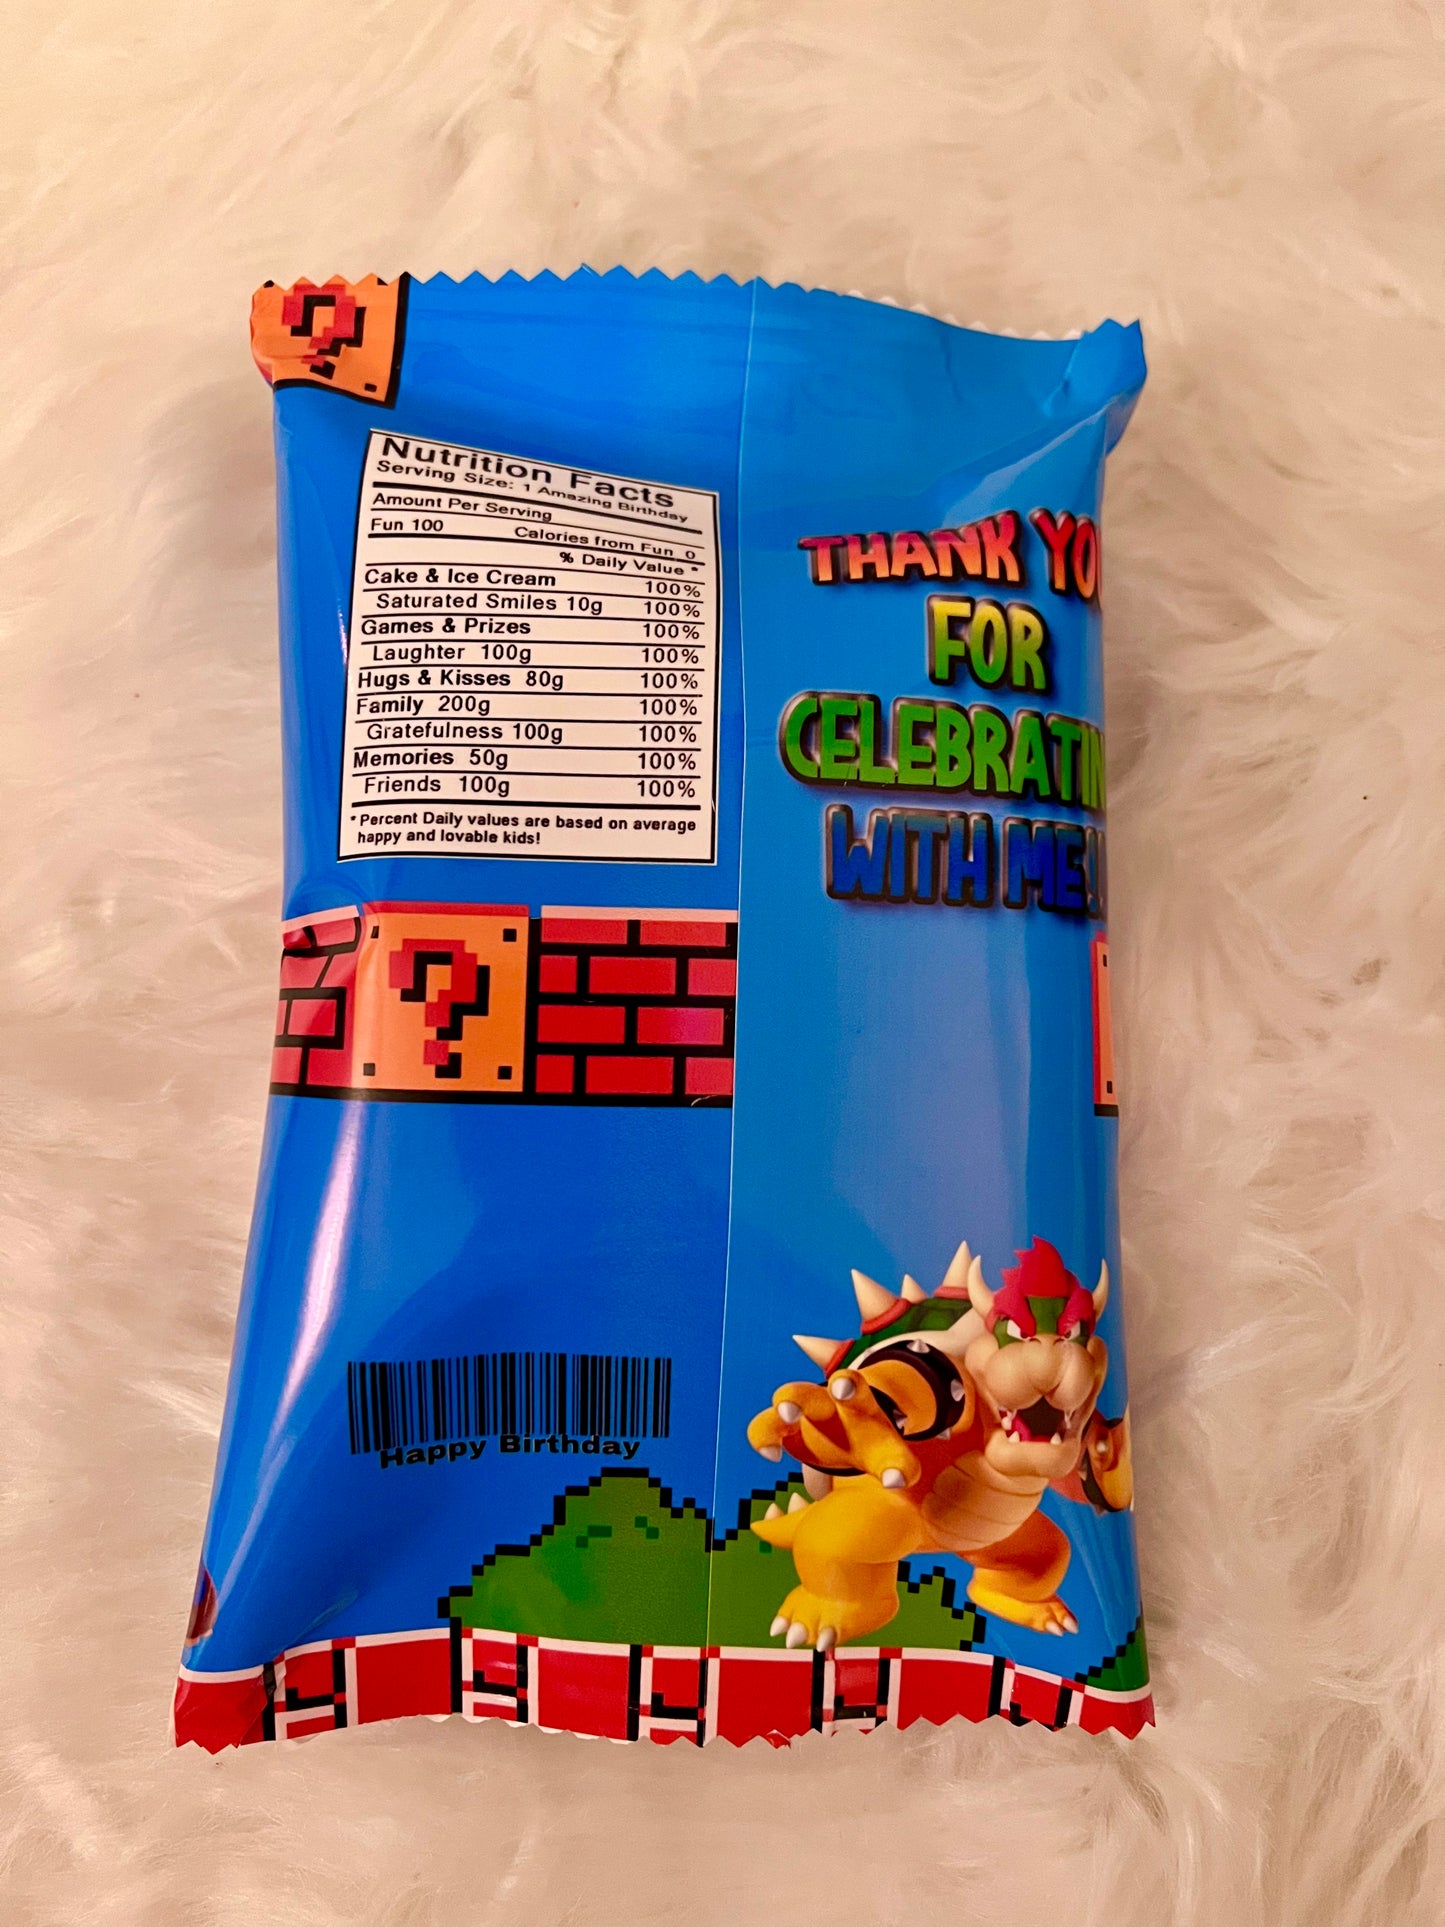 Nutrition Facts
Serving Size: 1 Amazing Birthday
Amount Per Serving
Fun 100 Calories from Fun 0
% Daily Value *
Cake & Ice Cream 100%
Saturated Smiles 10g 100%
Games & Prizes 100%
Laughter 100g 100%
Hugs & Kisses 80g 100%
Family 200g 100%
Gratefulness 100g 100%
Memories 50g 100%
Friends 100g 100%
* Percent Daily values are based on average
happy and lovable kids!
?
THANK YO
FOR
CELEBRATIN
WITH ME!
?
Happy Birthday